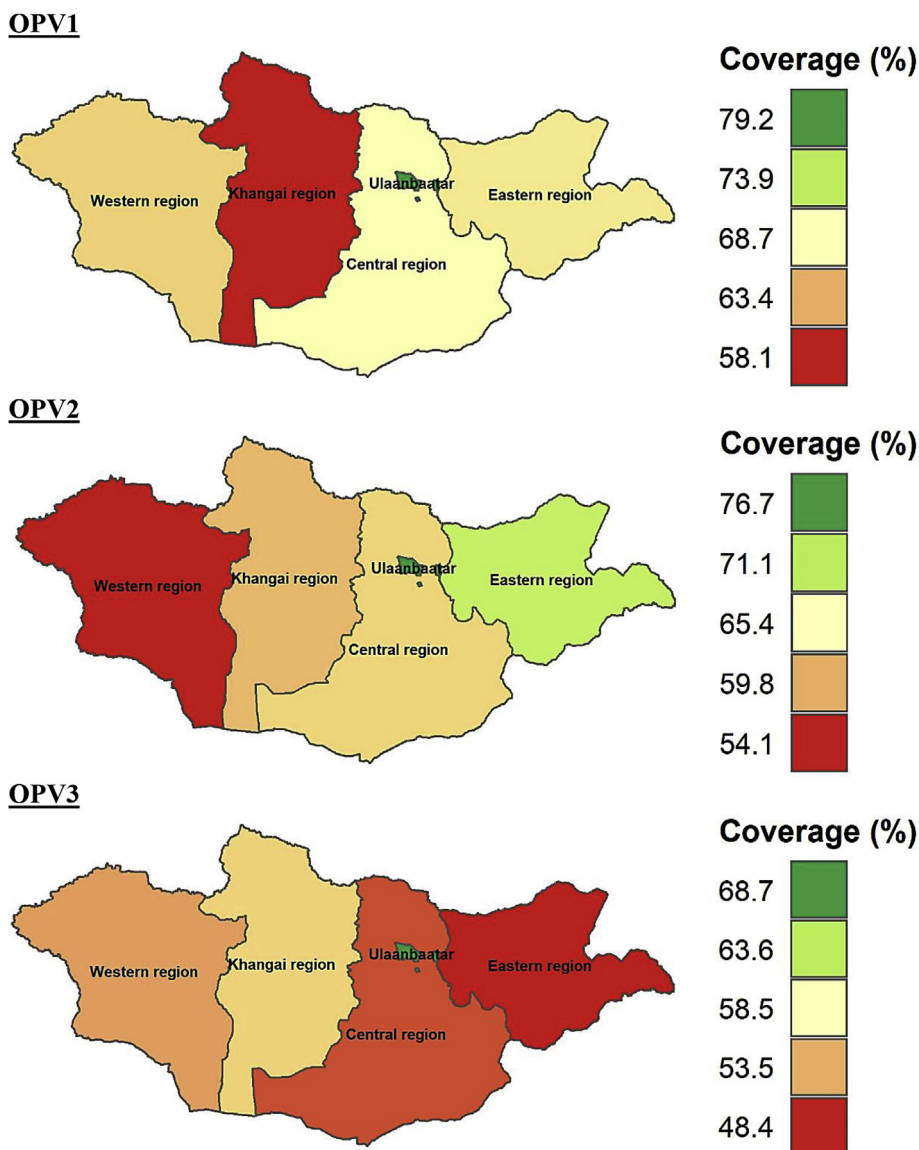 OPV1
Coverage (%)
79.2
73.9
68.7
63.4
58.1
Western region
Khangai region
Ulaanbaatar
Eastern region
Central region
OPV2
Coverage (%)
76.7
71.1
65.4
59.8
54.1
Western region
Khangai region
Ulaanbaatar
Eastern region
Central region
OPV3
Coverage (%)
68.7
63.6
58.5
53.5
48.4
Western region
Khangai region
Ulaanbaatar
Eastern region
Central region